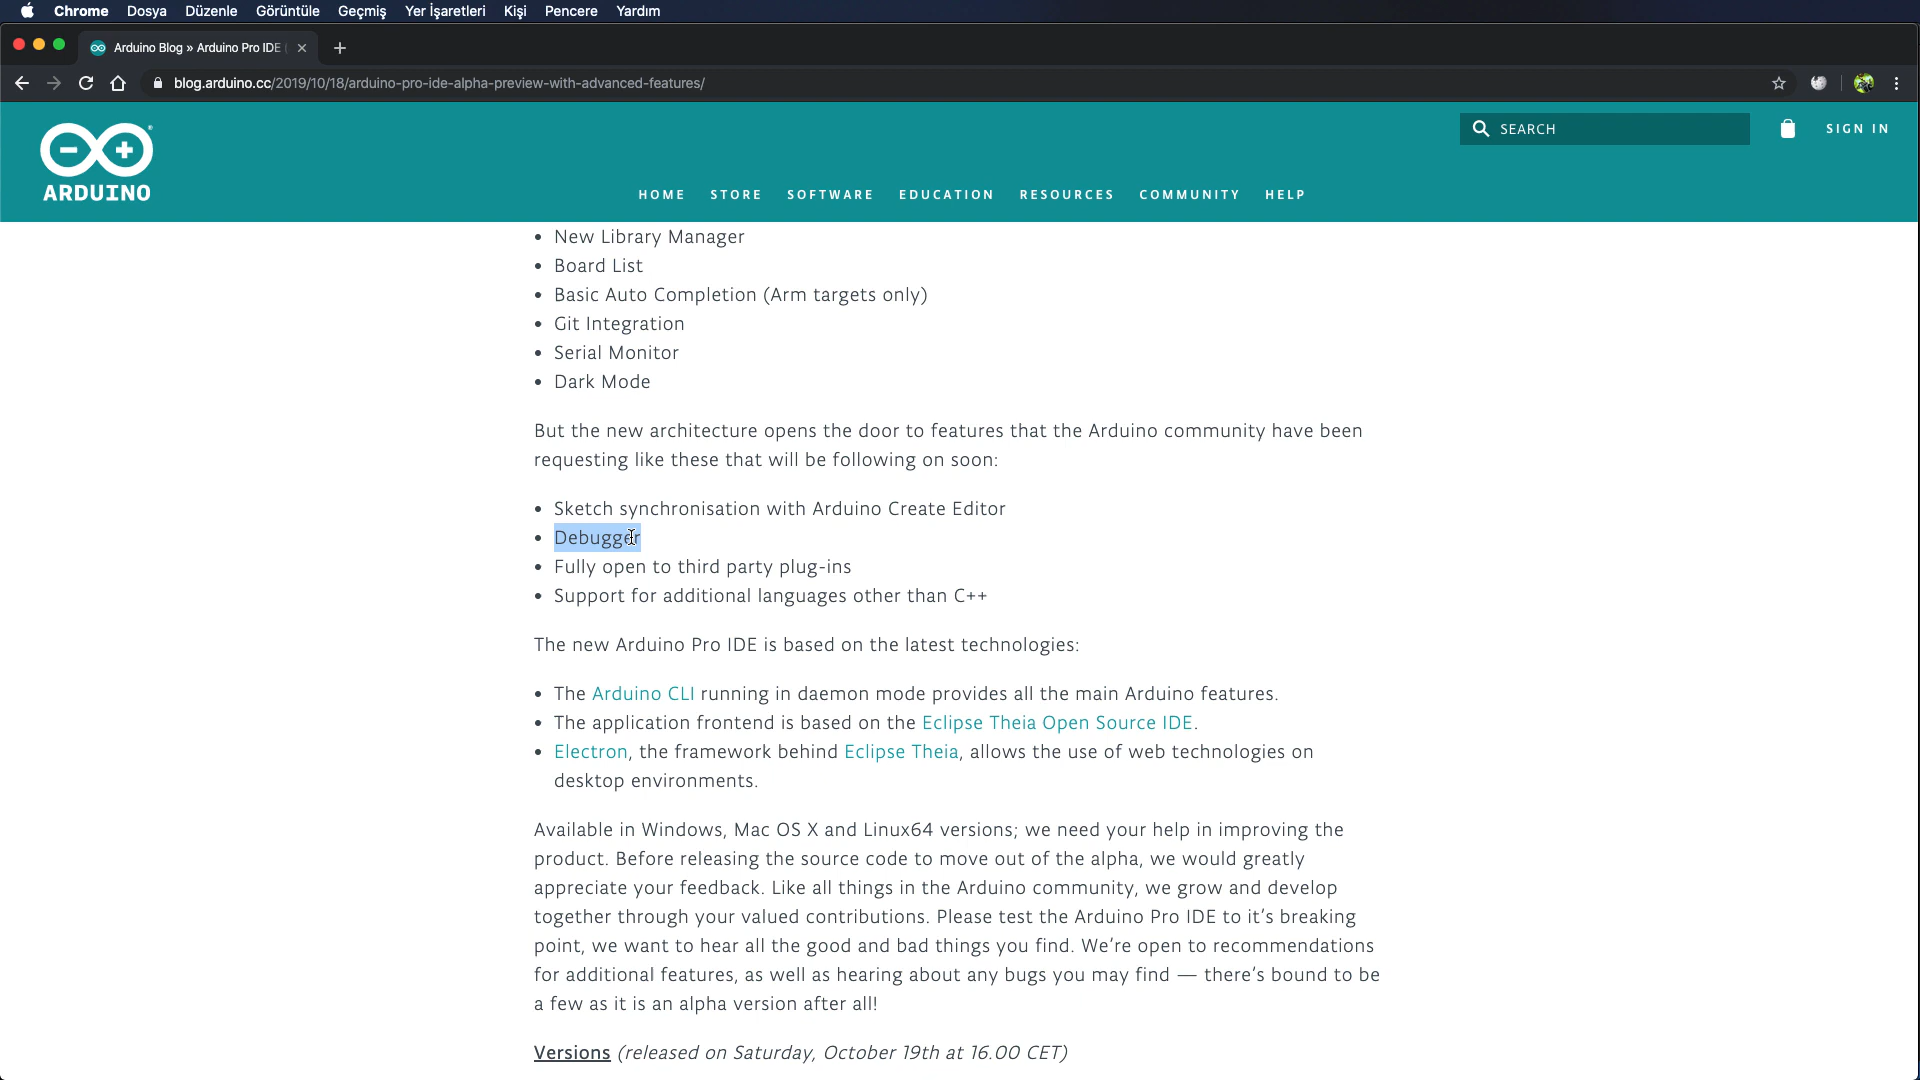 Chrome Dosya Düzenle Görüntüle Geçmiş Yer İşaretleri Kişi Pencere Yardım
Arduino Blog » Arduino Pro IDE
blog.arduino.cc/2019/10/18/arduino-pro-ide-alpha-preview-with-advanced-features/
SEARCH
SIGN IN
ARDUINO
HOME STORE SOFTWARE EDUCATION RESOURCES COMMUNITY HELP
• New Library Manager
• Board List
• Basic Auto Completion (Arm targets only)
• Git Integration
• Serial Monitor
• Dark Mode
But the new architecture opens the door to features that the Arduino community have been
requesting like these that will be following on soon:
• Sketch synchronisation with Arduino Create Editor
• Debugger
• Fully open to third party plug-ins
• Support for additional languages other than C++
The new Arduino Pro IDE is based on the latest technologies:
• The Arduino CLI running in daemon mode provides all the main Arduino features.
• The application frontend is based on the Eclipse Theia Open Source IDE.
• Electron, the framework behind Eclipse Theia, allows the use of web technologies on
desktop environments.
Available in Windows, Mac OS X and Linux64 versions; we need your help in improving the
product. Before releasing the source code to move out of the alpha, we would greatly
appreciate your feedback. Like all things in the Arduino community, we grow and develop
together through your valued contributions. Please test the Arduino Pro IDE to it's breaking
point, we want to hear all the good and bad things you find. We're open to recommendations
for additional features, as well as hearing about any bugs you may find — there's bound to be
a few as it is an alpha version after all!
Versions (released on Saturday, October 19th at 16.00 CET)